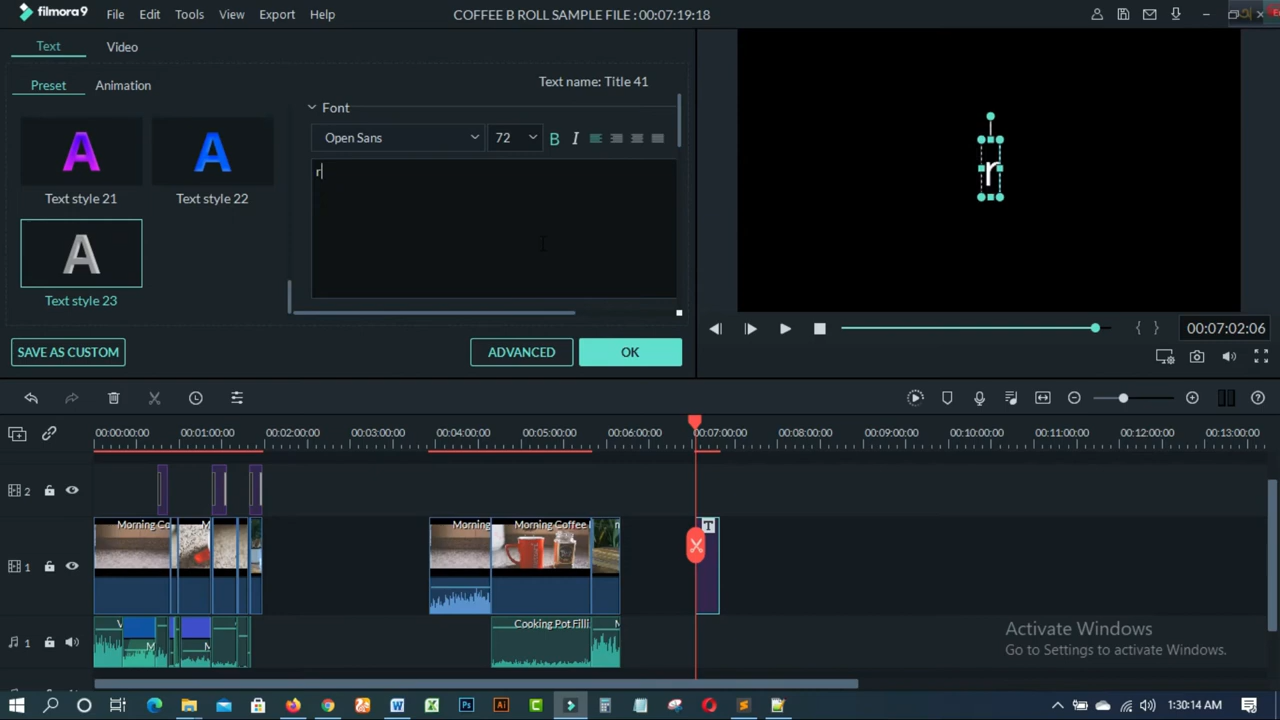 filmora9 File Edit Tools View Export Help COFFEE B ROLL SAMPLE FILE : 00:07:19:18
Text Video
Text name: Title 41
Preset Animation
Font
Open Sans 72 B I
r
A A
Text style 21 Text style 22
A
Text style 23
r
00:07:02:06
SAVE AS CUSTOM ADVANCED OK
00:00:00:00 00:01:00:00 00:02:00:00 00:03:00:00 00:04:00:00 00:05:00:00 00:06:00:00 00:07:00:00 00:08:00:00 00:09:00:00 00:10:00:00 00:11:00:00 00:12:00:00 00:13:00:00
2
Morning Co M Morning Morning Coffee T
1
1 Cooking Pot Filli
Activate Windows
Go to Settings to activate Windows.
1:30:14 AM